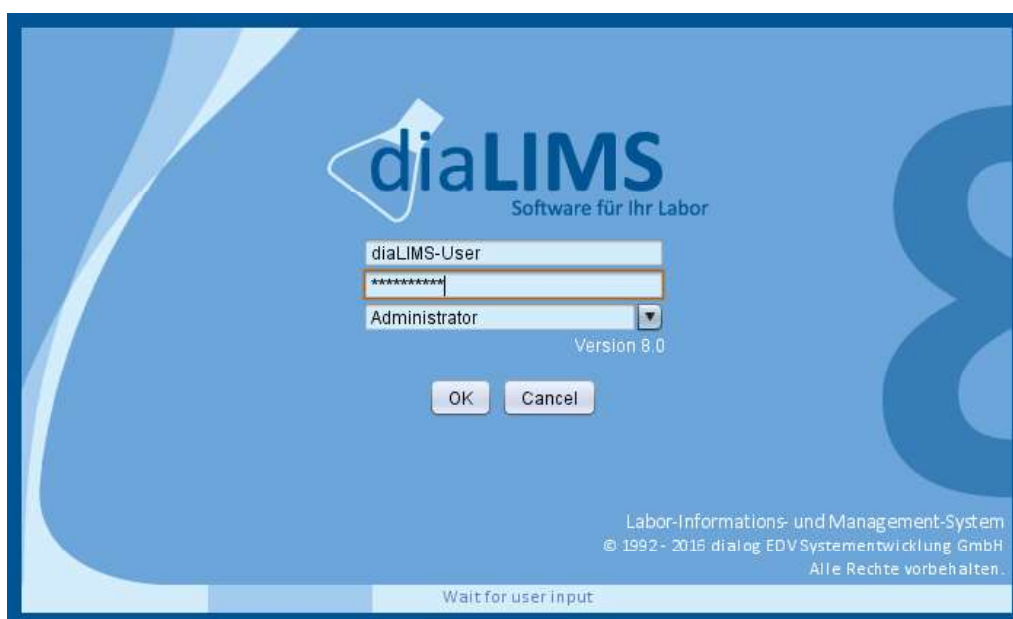 diaLIMS
Software für Ihr Labor
diaLIMS-User
**********
Administrator
Version 8.0
OK Cancel
8
Labor-Informations- und Management-System
© 1992 - 2016 dialog EDV Systementwicklung GmbH
Alle Rechte vorbehalten.
Wait for user input